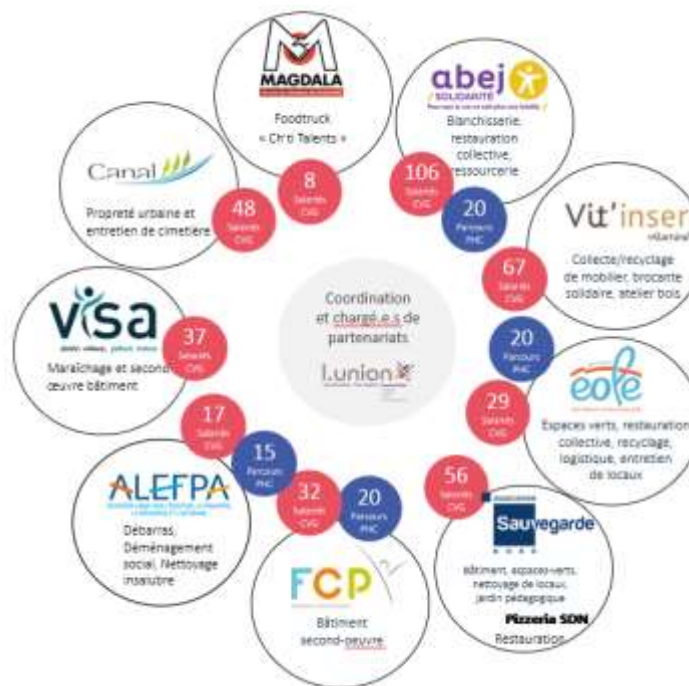 MAGDALA
Foodtruck
« Ch'ti Talents »
8
Salariés
CVG
abej
SOLIDARITÉ
Blanchisserie,
restauration
collective,
ressourcerie
106
Salariés
CVG
20
Parcours
PHC
Vit'inser
Collecte/recyclage
de mobilier, brocante
solidaire, atelier bois
67
Salariés
CVG
20
Parcours
PHC
eole
Espaces verts, restauration
collective, recyclage,
logistique, entretien
de locaux
29
Salariés
CVG
56
Salariés
CVG
Sauvegarde
NORD
Bâtiment, espaces-verts,
nettoyage de locaux,
jardin pédagogique
Pizzeria SDN
Restauration
20
Parcours
PHC
32
Salariés
CVG
FCP
Bâtiment
second-oeuvre
15
Parcours
PHC
17
Salariés
CVG
ALEFPA
Débarras,
Déménagement
social, Nettoyage
insalubre
37
Salariés
CVG
visa
Maraîchage et second-
œuvre bâtiment
48
Salariés
CVG
Canal
Propreté urbaine et
entretien de cimetière
Coordination
et chargé.e.s de
partenariats
l.union